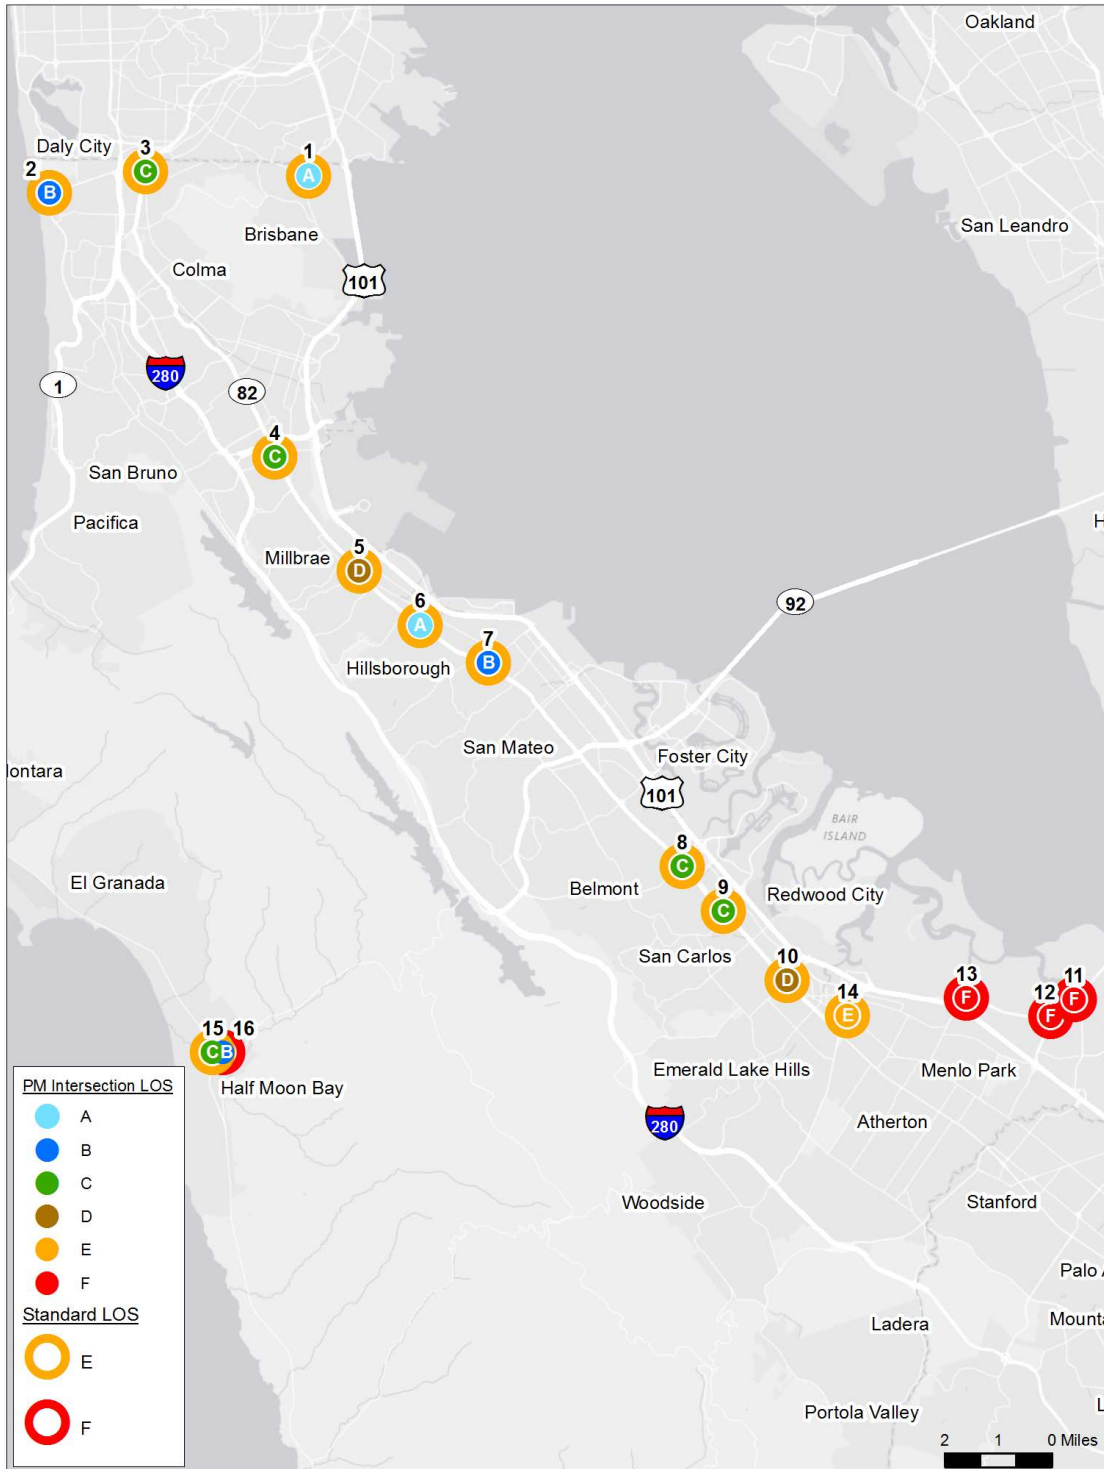 Oakland
Daly City
3
C
1
A
2
B
San Leandro
Brisbane
Colma
101
280
1
82
4
C
San Bruno
Pacifica
H
5
D
Millbrae
6
A
92
7
B
Hillsborough
San Mateo
Foster City
lontara
101
BAIR
ISLAND
8
C
El Granada
Belmont
9
C
Redwood City
San Carlos
10
D
13
F
11
F
12
F
14
E
15
C
16
B
Emerald Lake Hills
Menlo Park
Half Moon Bay
280
Atherton
Woodside
Stanford
Palo A
Mounta
Ladera
L
Portola Valley
PM Intersection LOS
A
B
C
D
E
F
Standard LOS
E
F
2 1 0 Miles